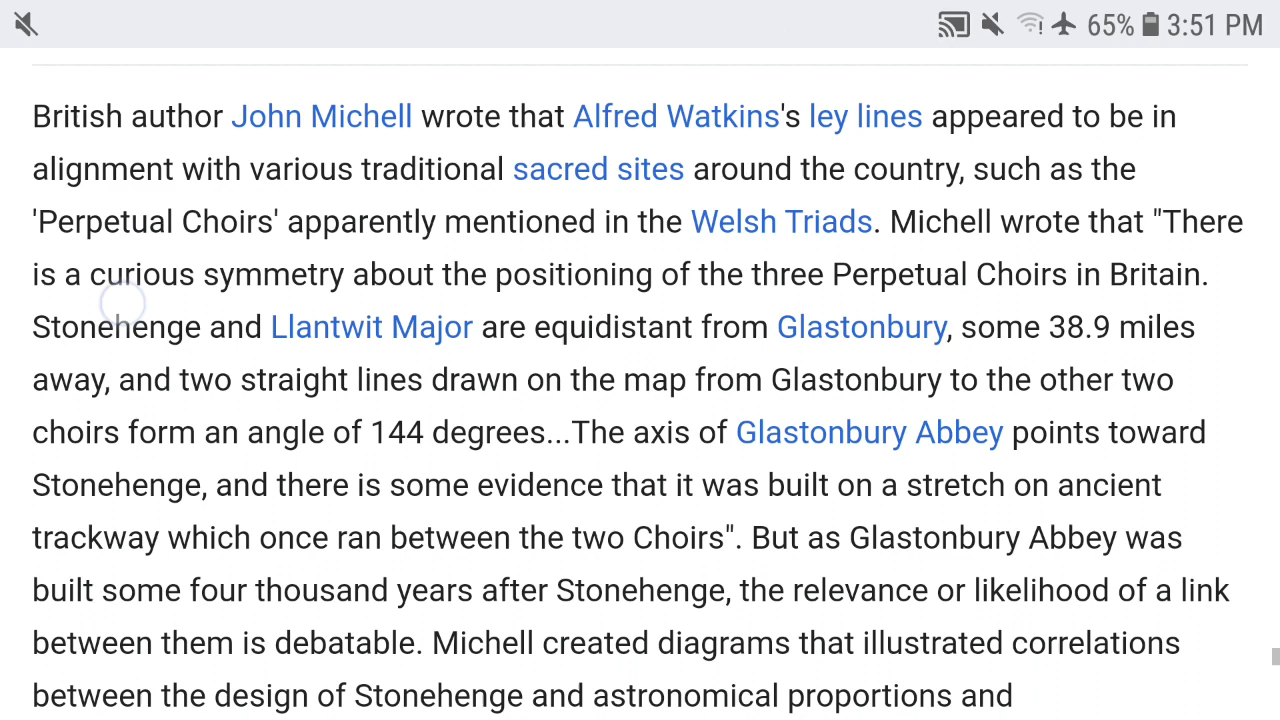 65% 3:51 PM
British author John Michell wrote that Alfred Watkins's ley lines appeared to be in
alignment with various traditional sacred sites around the country, such as the
'Perpetual Choirs' apparently mentioned in the Welsh Triads. Michell wrote that "There
is a curious symmetry about the positioning of the three Perpetual Choirs in Britain.
Stonehenge and Llantwit Major are equidistant from Glastonbury, some 38.9 miles
away, and two straight lines drawn on the map from Glastonbury to the other two
choirs form an angle of 144 degrees...The axis of Glastonbury Abbey points toward
Stonehenge, and there is some evidence that it was built on a stretch on ancient
trackway which once ran between the two Choirs". But as Glastonbury Abbey was
built some four thousand years after Stonehenge, the relevance or likelihood of a link
between them is debatable. Michell created diagrams that illustrated correlations
between the design of Stonehenge and astronomical proportions and